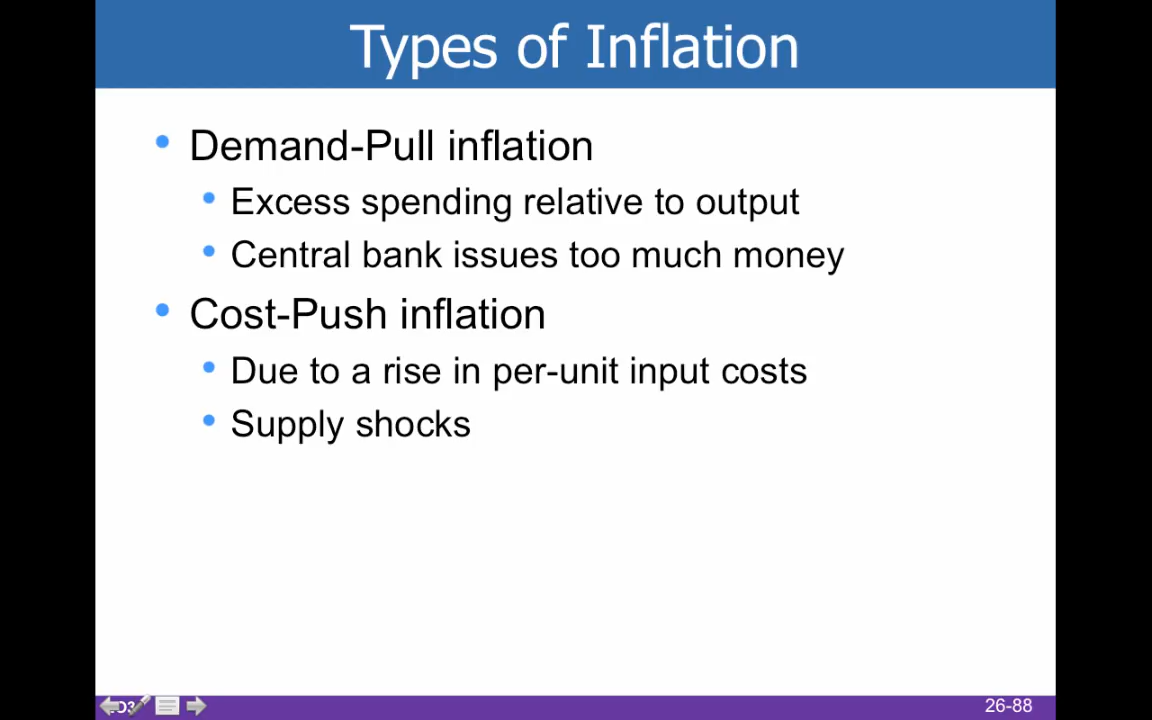 Types of Inflation
• Demand-Pull inflation
• Excess spending relative to output
• Central bank issues too much money
• Cost-Push inflation
• Due to a rise in per-unit input costs
• Supply shocks
26-88